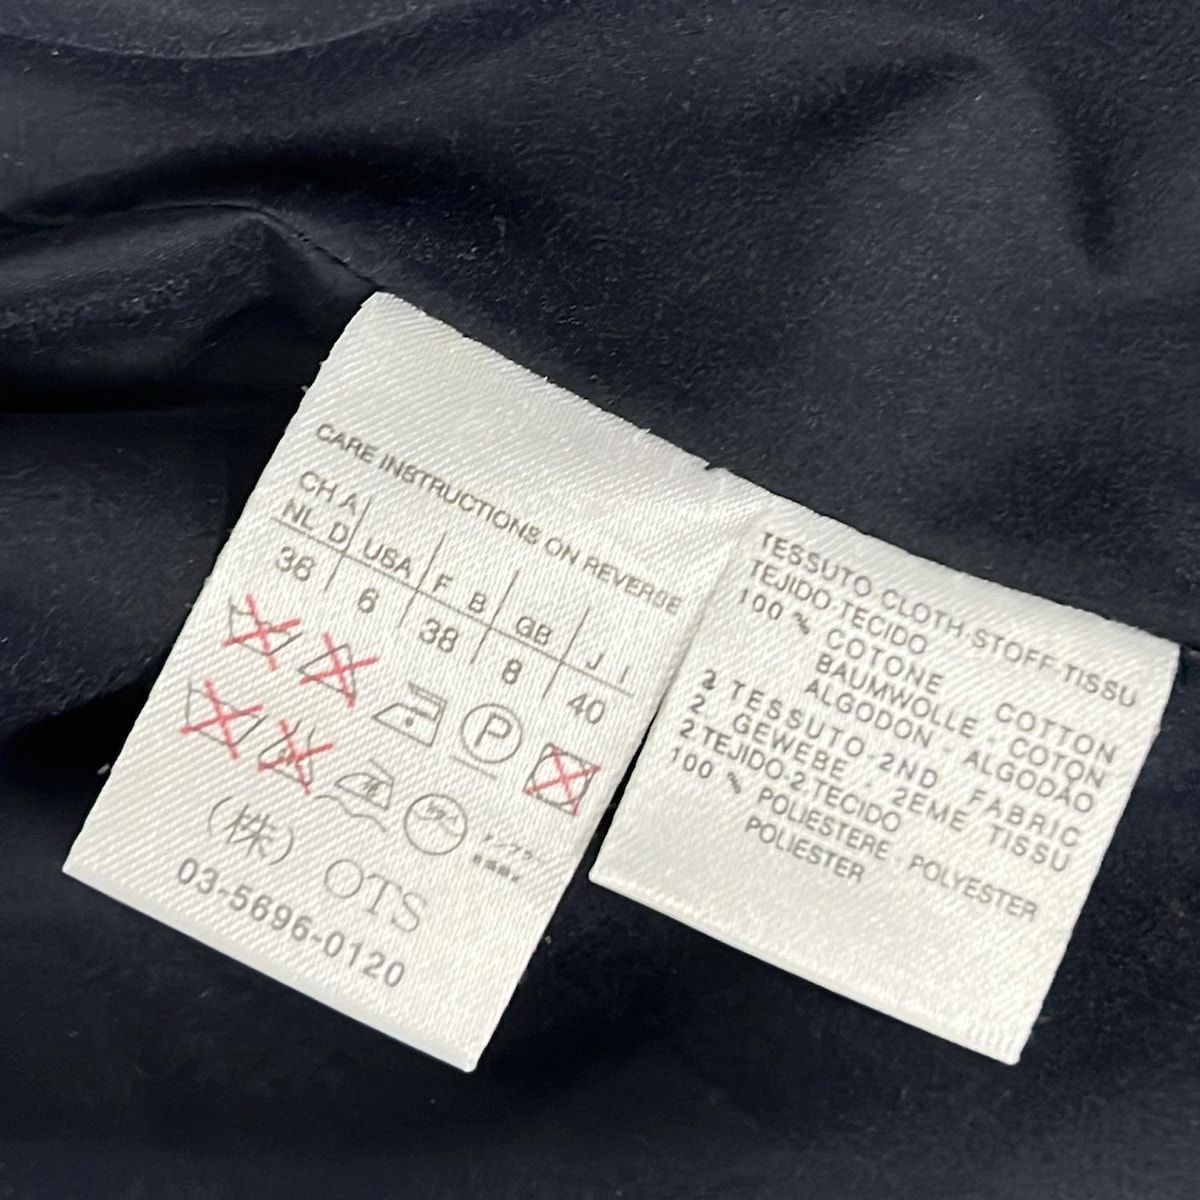 CARE INSTRUCTIONS ON REVERSE
CH A
NL D USA F B GB J I
36 6 38 8 40
P
(株) OTS
03-5696-0120
TESSUTO-CLOTH-STOFF-TISSU
TEJIDO-TECIDO
100 % COTONE COTTON
BAUMWOLLE - COTON
ALGODON - ALGODÃO
2 TESSUTO-2ND FABRIC
2 GEWEBE - 2EME TISSU
2 TEJIDO-2 TECIDO
100 % POLIESTERE - POLYESTER
POLIESTER